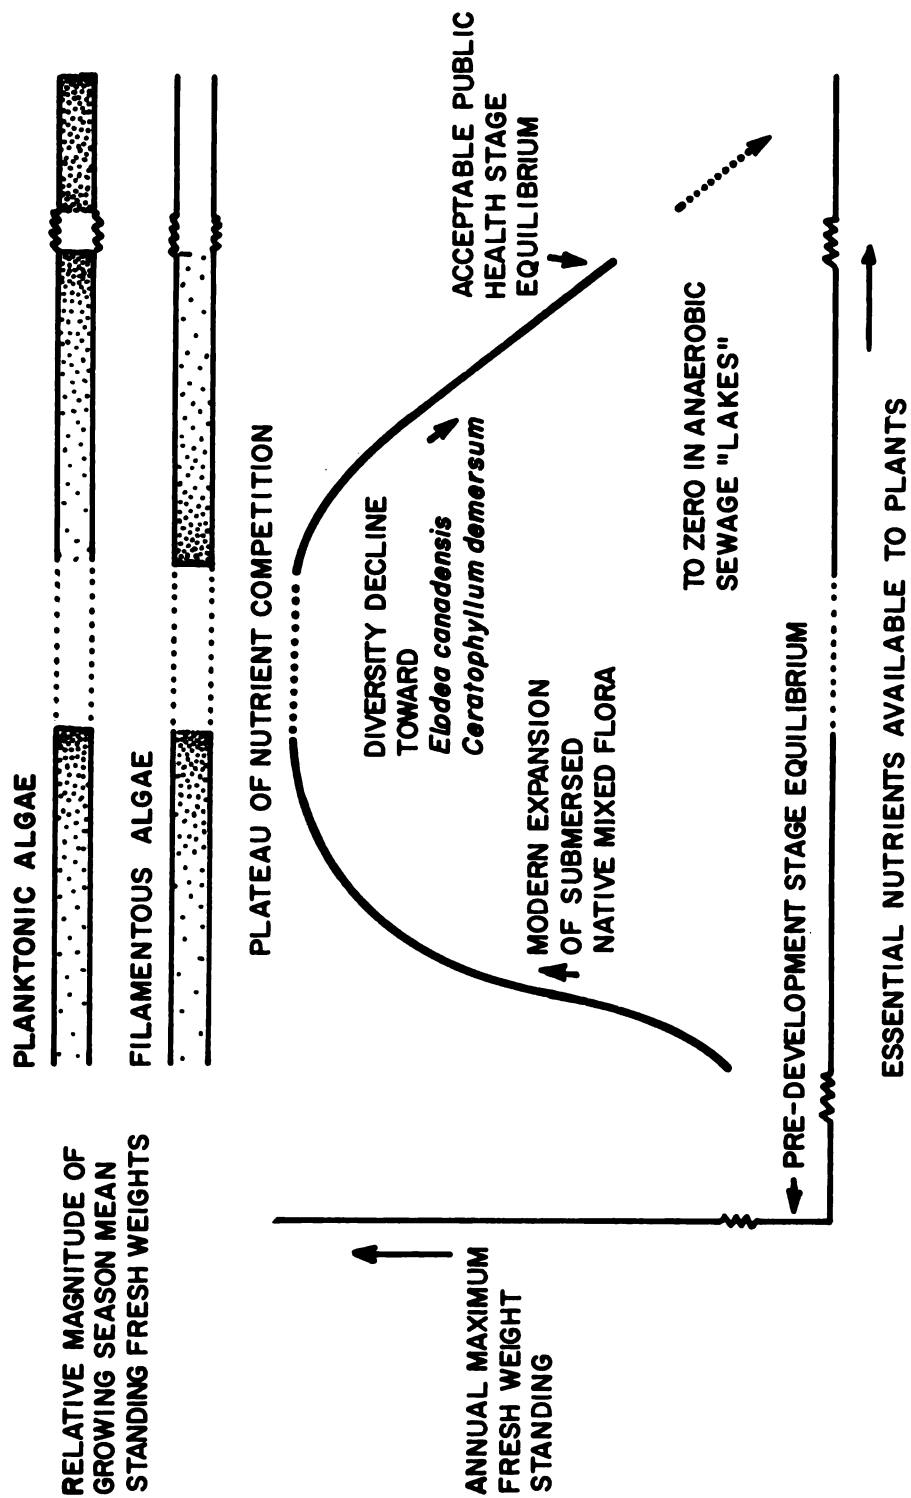 PLANKTONIC ALGAE
RELATIVE MAGNITUDE OF
GROWING SEASON MEAN
STANDING FRESH WEIGHTS
FILAMENTOUS ALGAE
PLATEAU OF NUTRIENT COMPETITION
ACCEPTABLE PUBLIC
HEALTH STAGE
EQUILIBRIUM
DIVERSITY DECLINE
TOWARD
Elodea canadensis
Ceratophyllum demersum
ANNUAL MAXIMUM
FRESH WEIGHT
STANDING
MODERN EXPANSION
OF SUBMERSED
NATIVE MIXED FLORA
TO ZERO IN ANAEROBIC
SEWAGE "LAKES"
PRE-DEVELOPMENT STAGE EQUILIBRIUM
ESSENTIAL NUTRIENTS AVAILABLE TO PLANTS